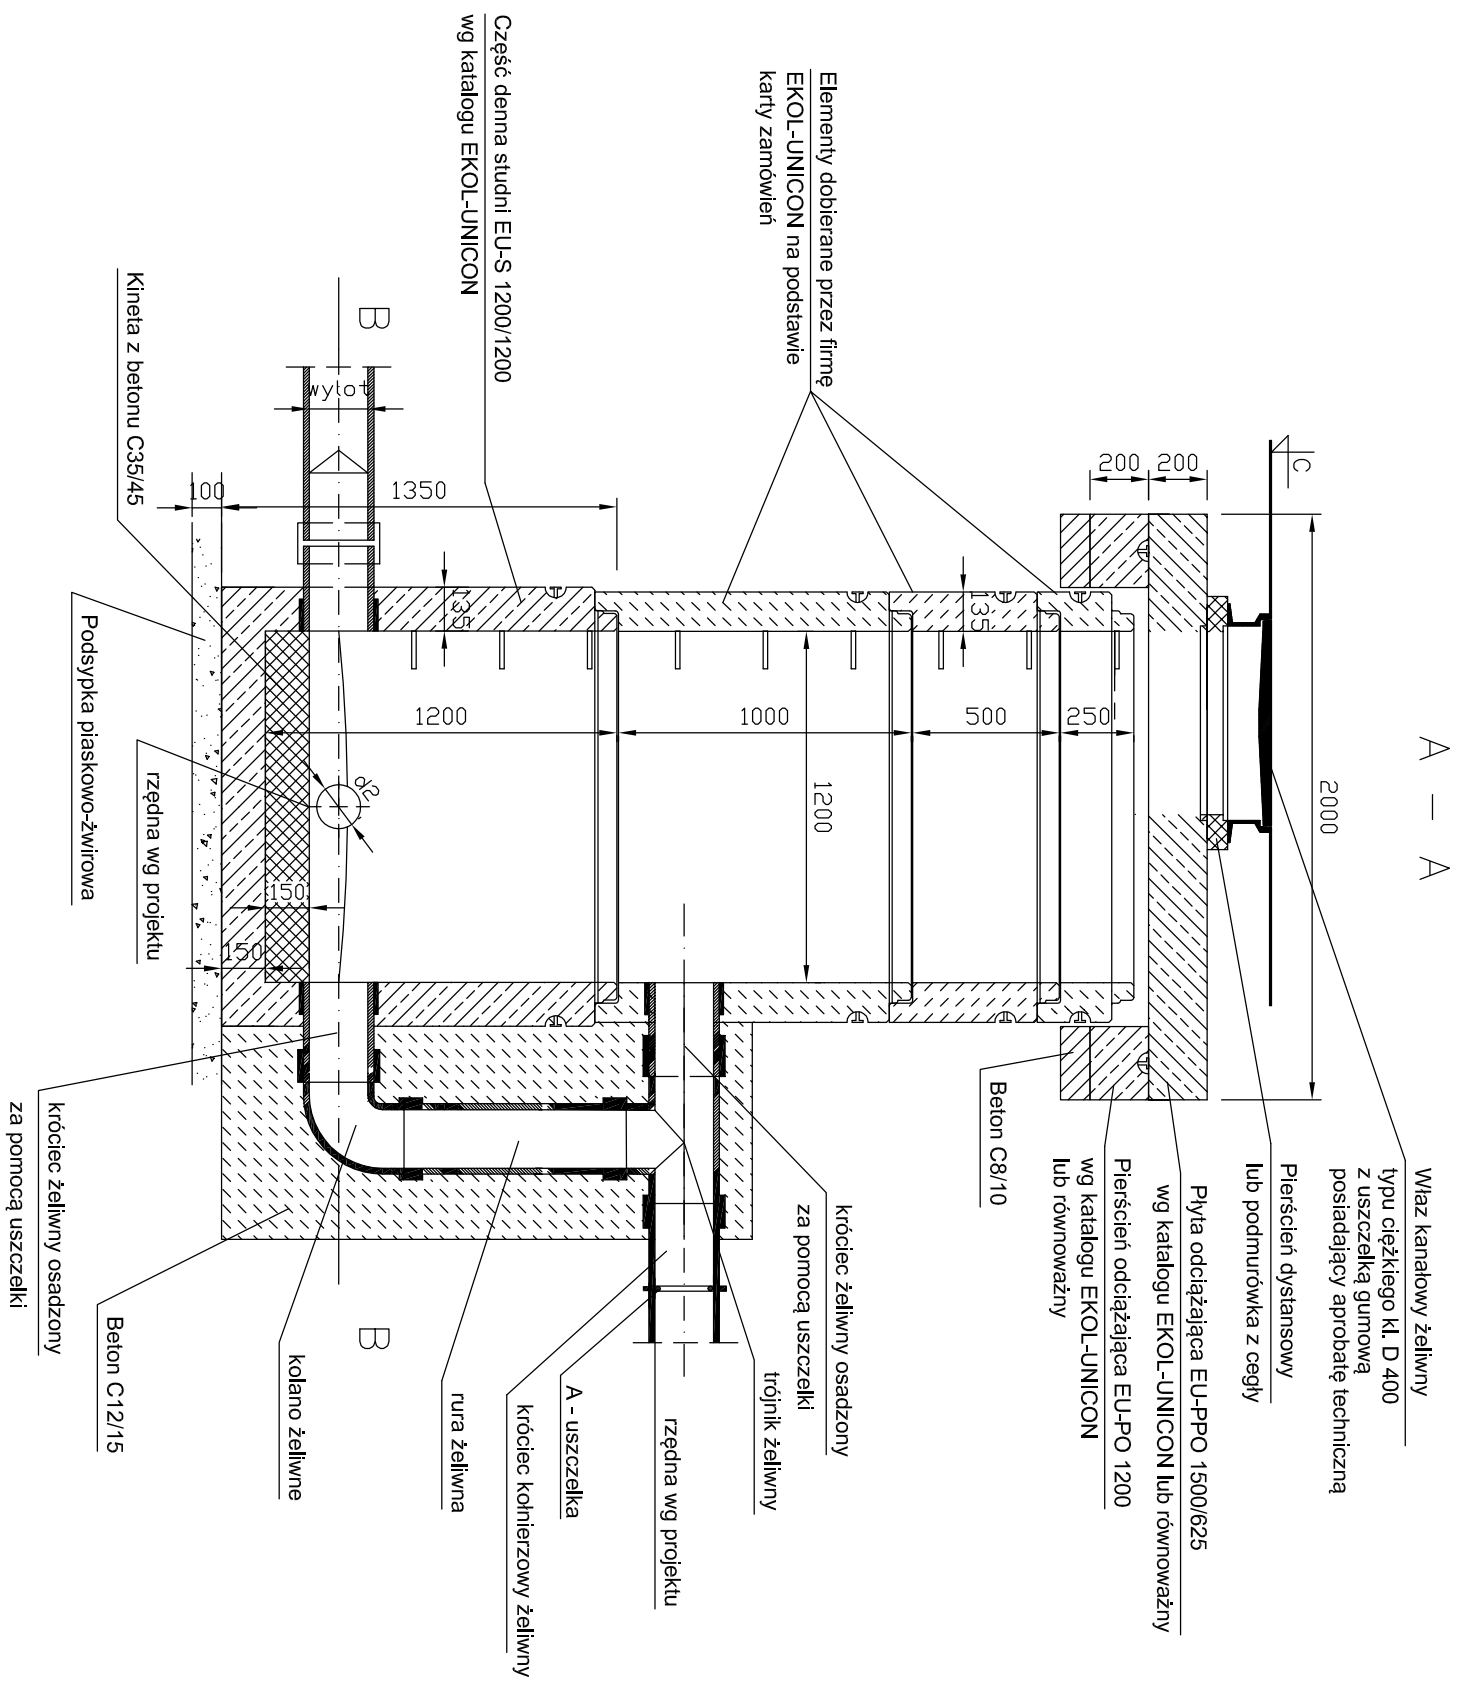 A — A
Właz kanałowy żeliwny
typu ciężkiego kl. D 400
z uszczelką gumową
posiadający aprobatę techniczną
Pierścień dystansowy
lub podmurówka z cegły
Płyta odciążająca EU-PPO 1500/625
wg katalogu EKOL-UNICON lub równoważny
Pierścień odciążająca EU-PO 1200
wg katalogu EKOL-UNICON
lub równoważny
Beton C8/10
króciec żeliwny osadzony
za pomocą uszczelki
trójnik żeliwny
rzędna wg projektu
A - uszczelka
króciec kołnierzowy żeliwny
rura żeliwna
kolano żeliwne
Beton C12/15
króciec żeliwny osadzony
za pomocą uszczelki
C
2000
200
200
Elementy dobierane przez firmę
EKOL-UNICON na podstawie
karty zamówień
135
250
500
1000
1200
1200
Część denna studni EU-S 1200/1200
wg katalogu EKOL-UNICON
1350
135
100
B
wylot
d/2
150
150
B
Kineta z betonu C35/45
rzędna wg projektu
Podsypka piaskowo-żwirowa